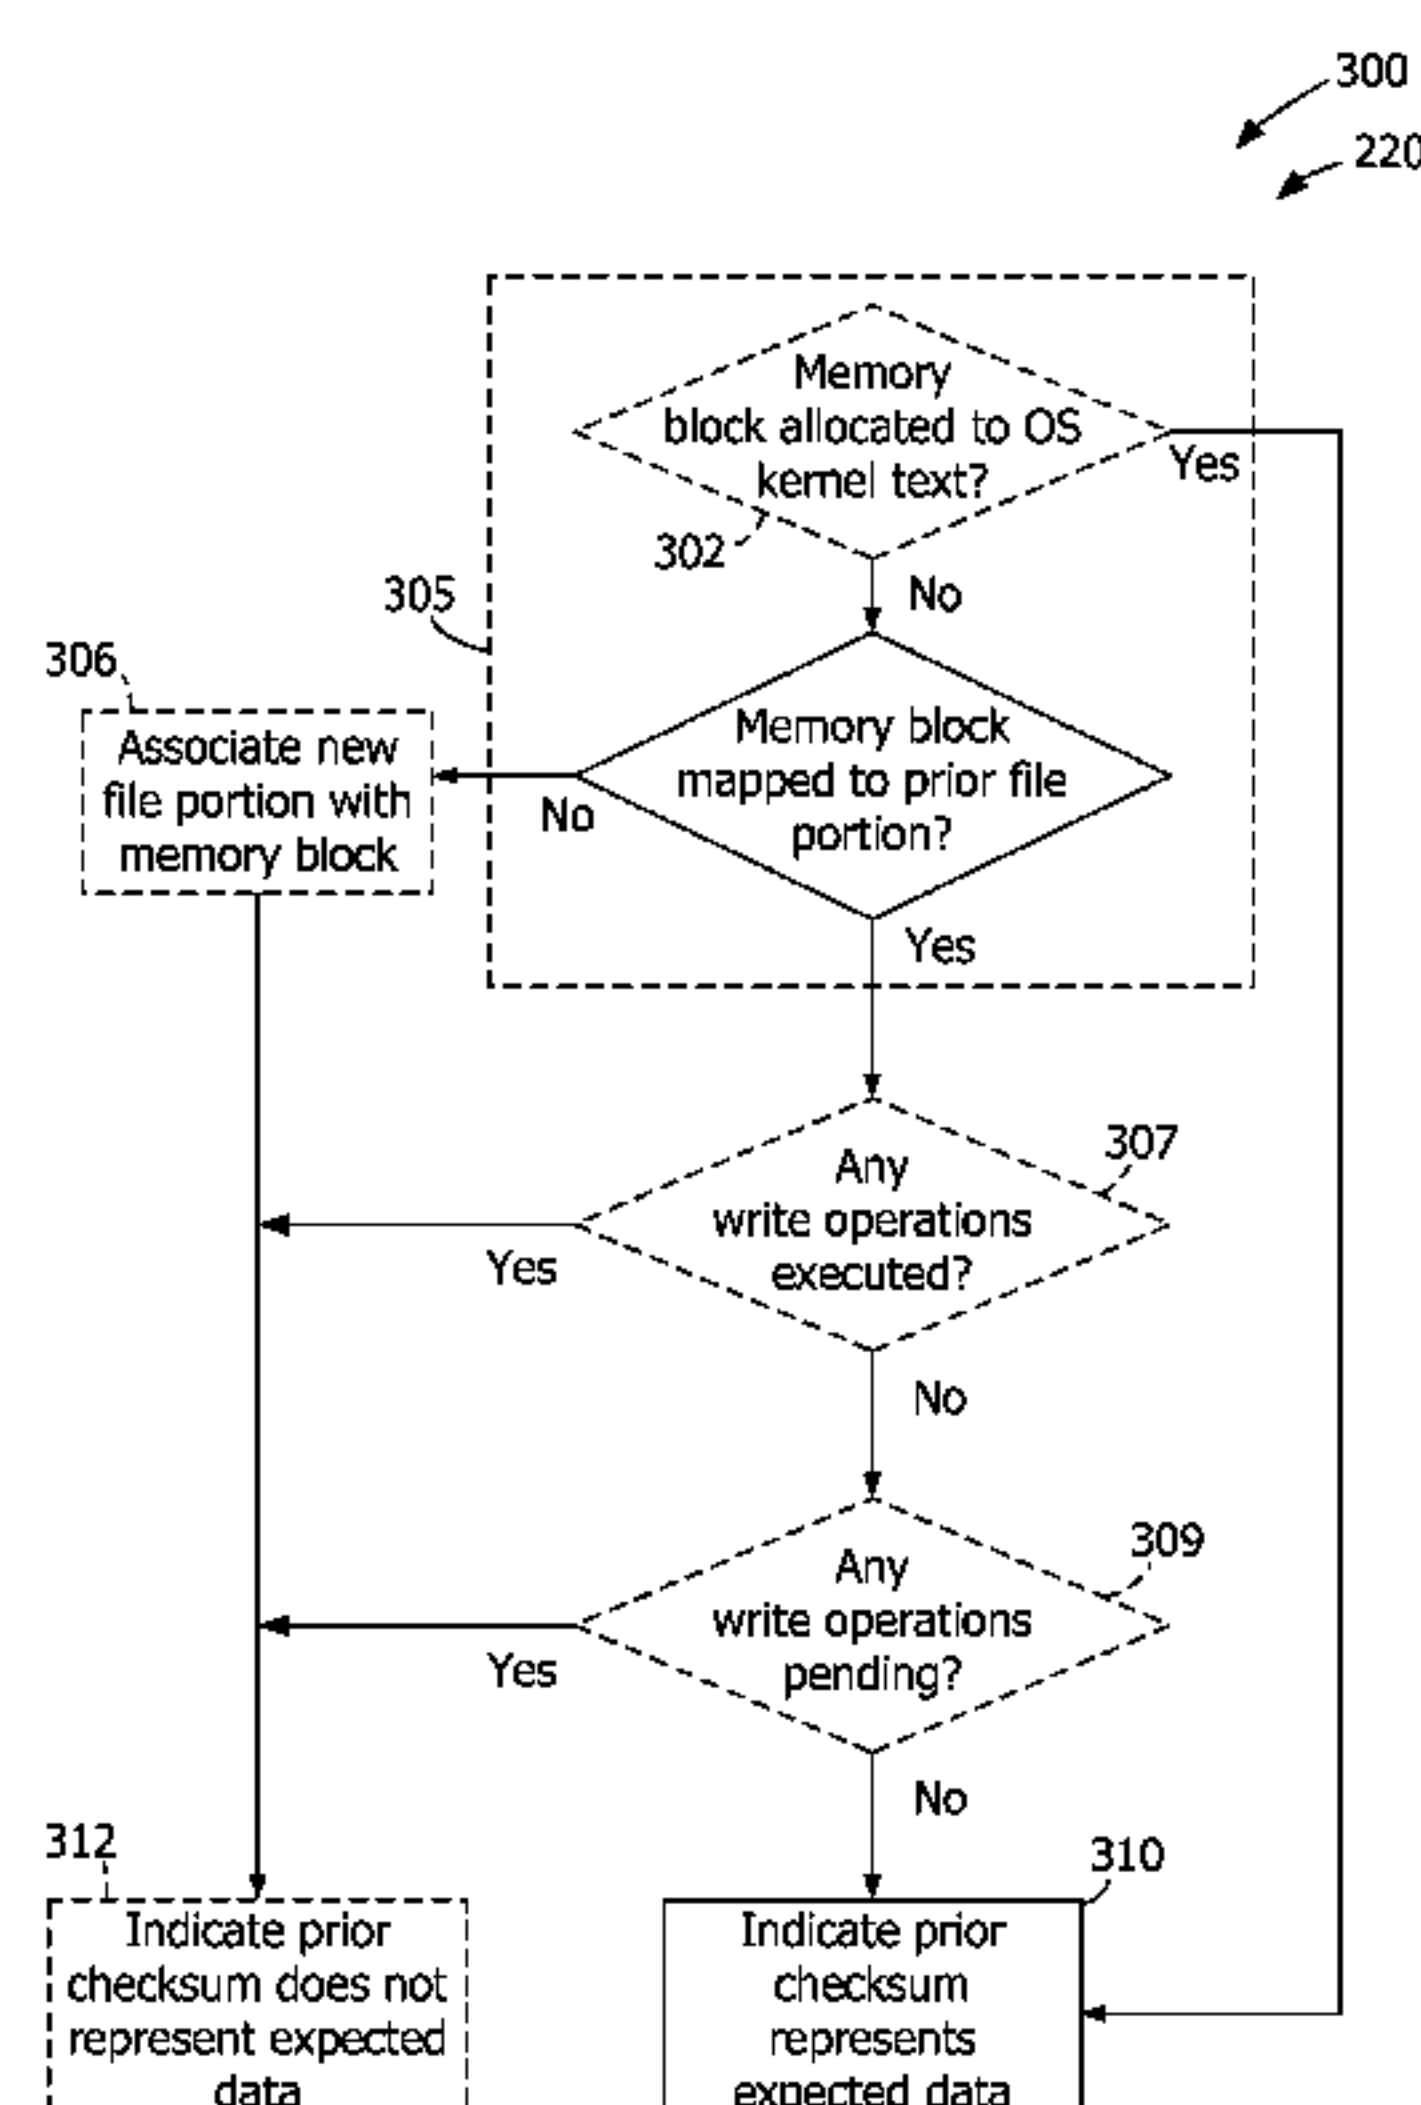 300
220
Memory
block allocated to OS
kernel text?
Yes
302
No
305
306
Associate new
file portion with
memory block
Memory block
mapped to prior file
portion?
No
Yes
307
Any
write operations
executed?
Yes
No
309
Any
write operations
pending?
Yes
No
312
310
Indicate prior
checksum does not
represent expected
data
Indicate prior
checksum
represents
expected data